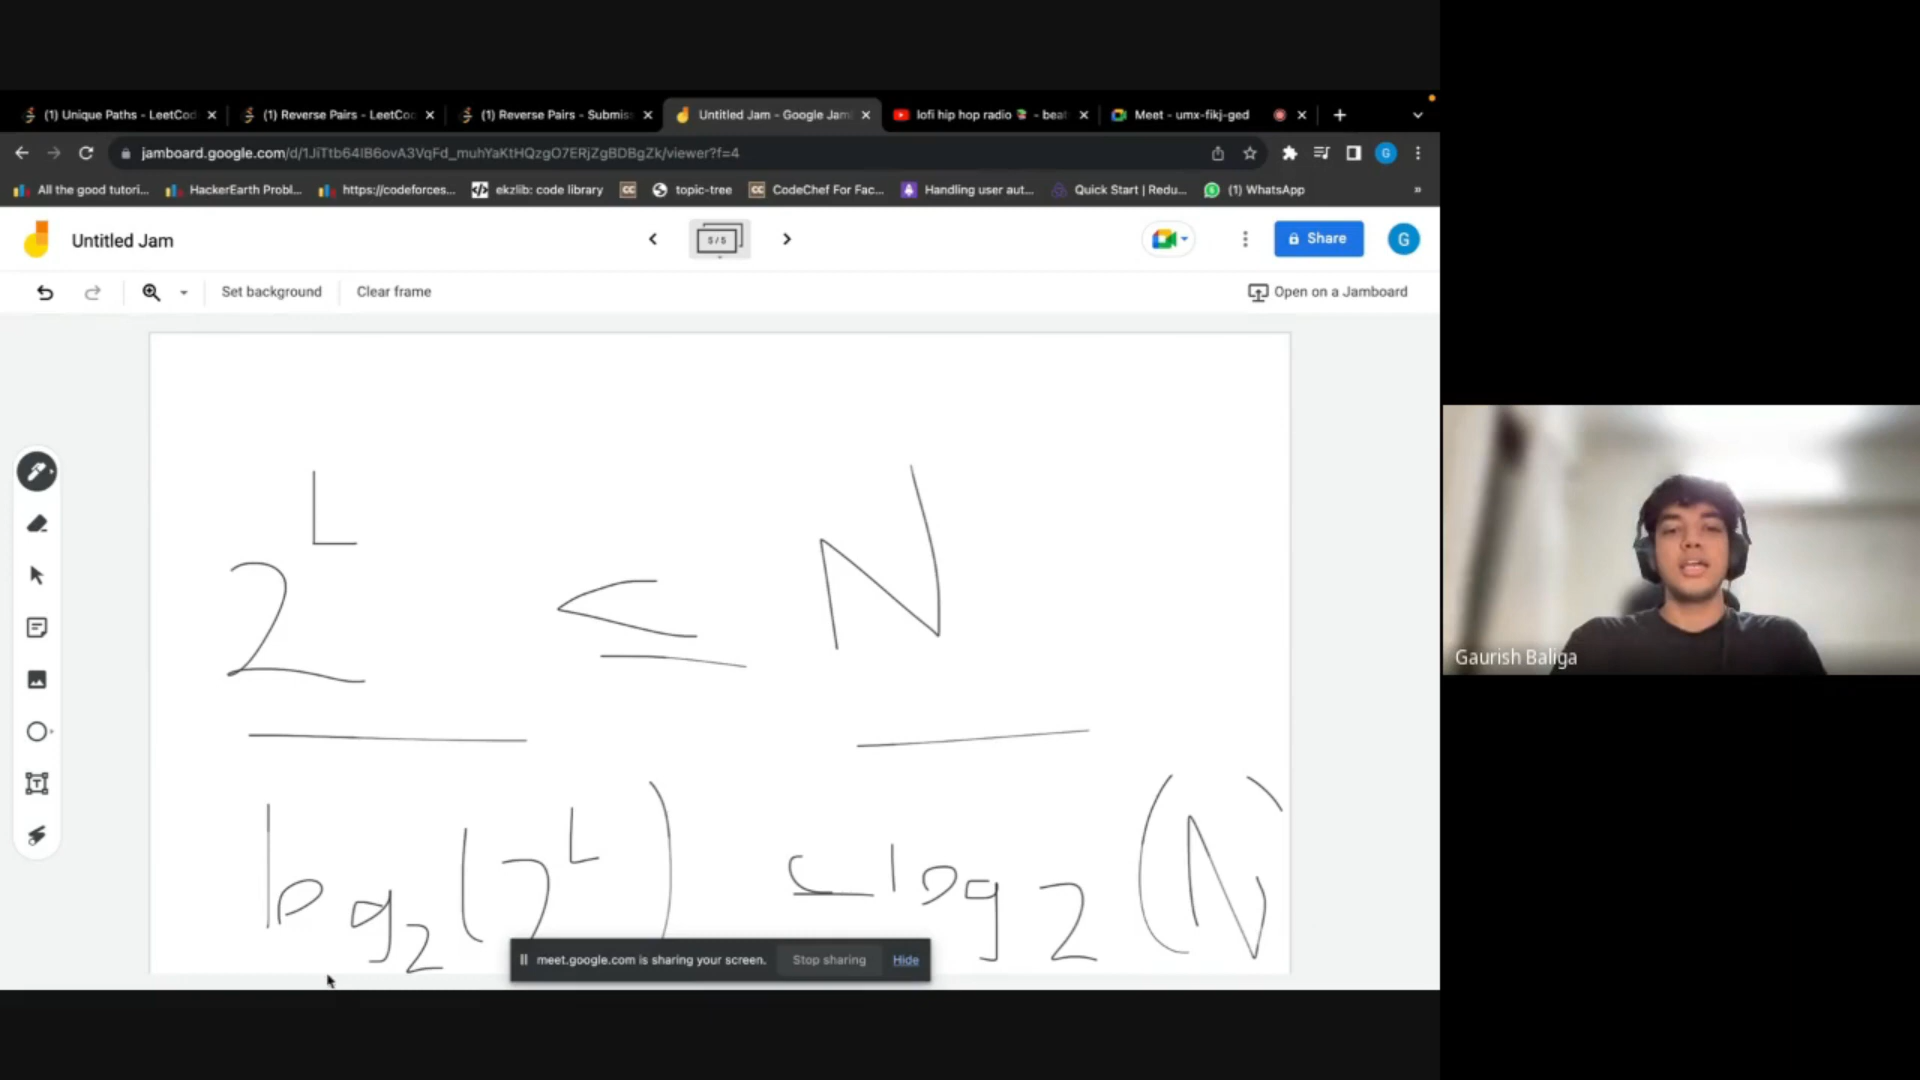 (1) Unique Paths - LeetCod
(1) Reverse Pairs - LeetCo
(1) Reverse Pairs - Submis
Untitled Jam - Google Jam
lofi hip hop radio - beat
Meet - umx-fikj-ged
jamboard.google.com/d/1JiTtb64IB6ovA3VqFd_muhYaKtHQzgO7ERjZgBDBgZk/viewer?f=4
All the good tutori... HackerEarth Probl... https://codeforces... ekzlib: code library CC topic-tree CC CodeChef For Fac... Handling user aut... Quick Start | Redu... (1) WhatsApp »
Untitled Jam
5 / 5
Share
G
Set background
Clear frame
Open on a Jamboard
2^L ≤ N
log2(2^L) ≤ log2(N)
meet.google.com is sharing your screen. Stop sharing Hide
Gaurish Baliga